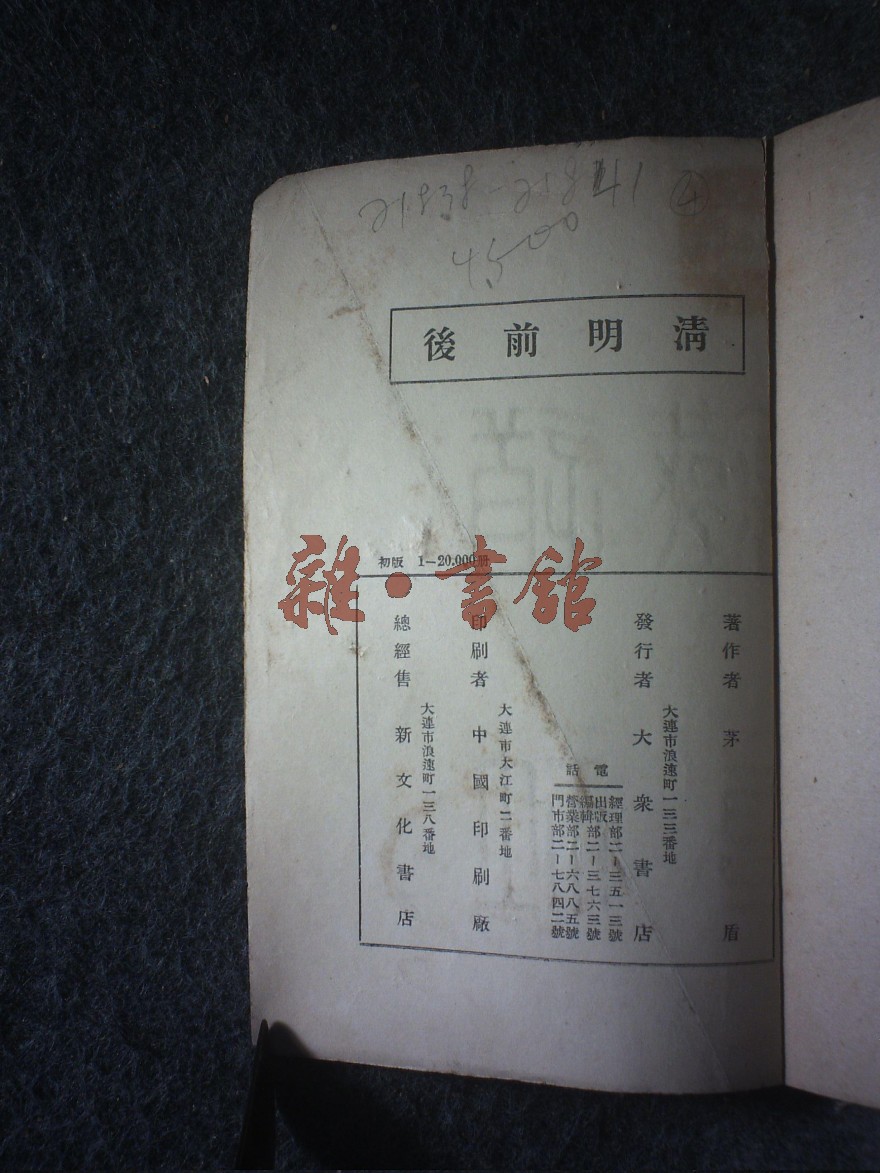 21838-21841 ④
4500
清明前後
初版 1—20.000册
雜·書館
著作者 茅盾
大連市浪速町一三三番地
發行者 大衆書店
電話
經理部二—三五一三號
出版
編輯部二—三七六三號
營業部二—六八八五號
門市部二—七八四二號
大連市大江町二番地
印刷者 中國印刷廠
大連市浪速町一三八番地
總經售 新文化書店